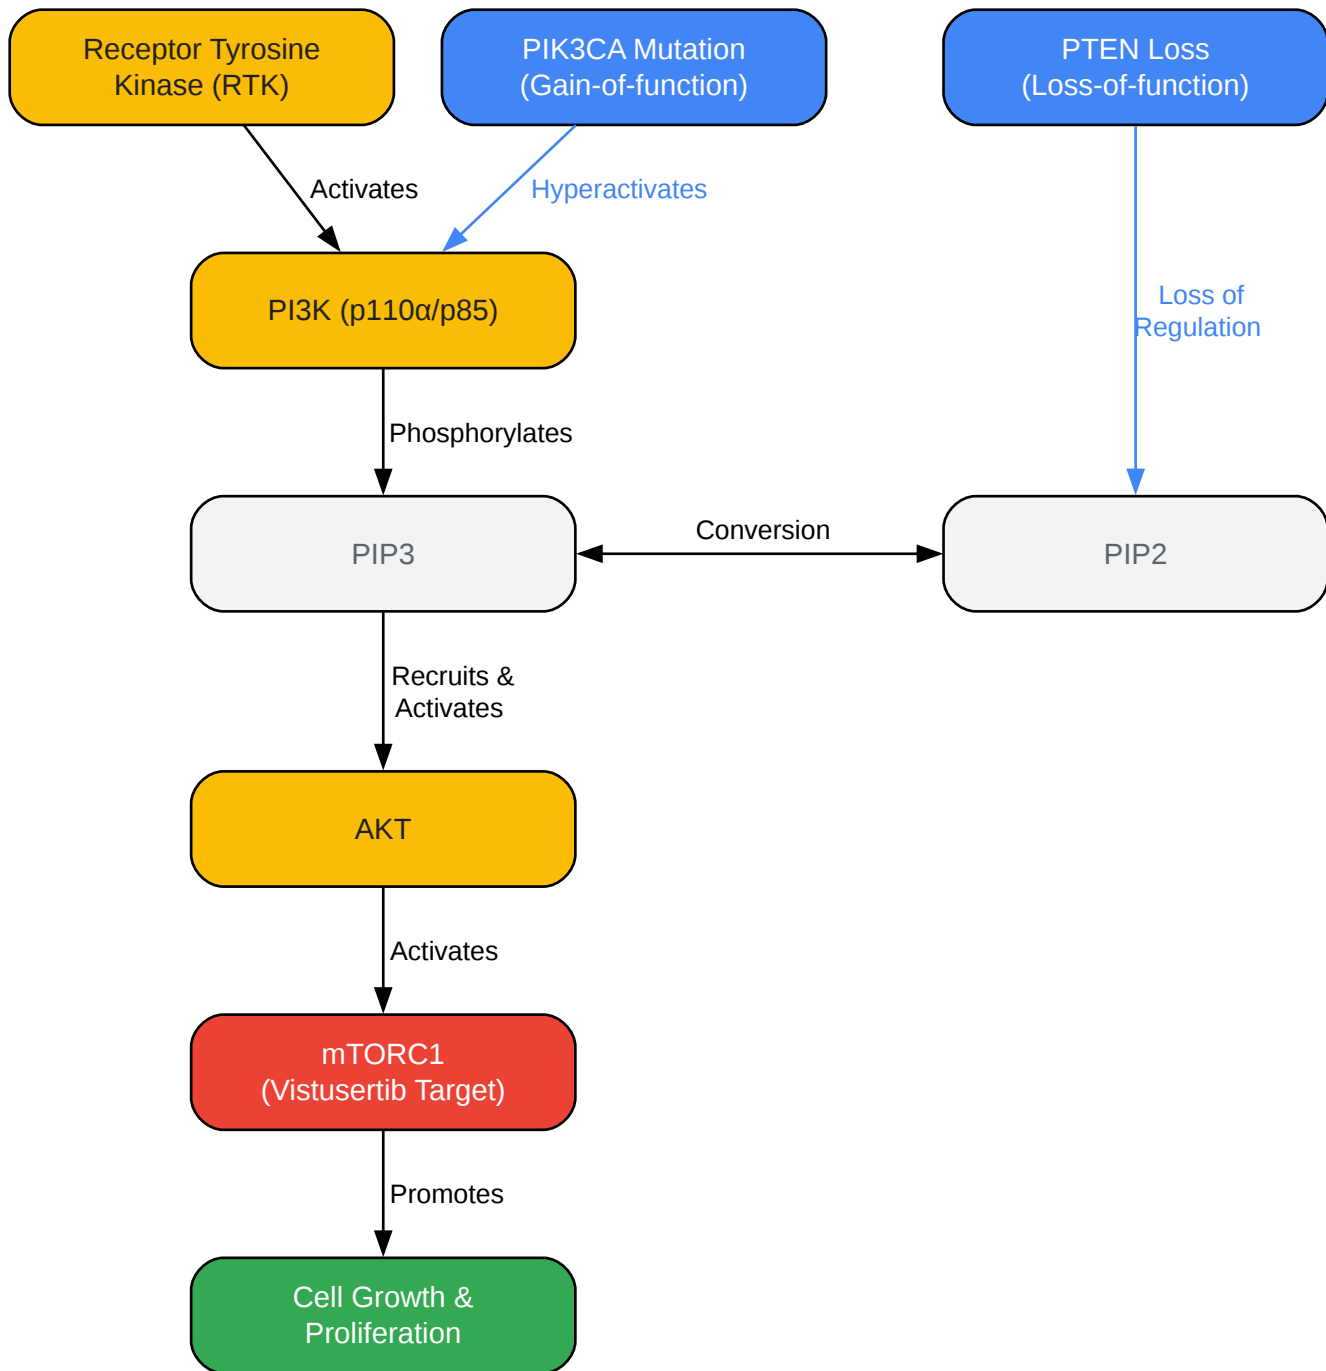 Receptor Tyrosine
Kinase (RTK)
PIK3CA Mutation
(Gain-of-function)
PTEN Loss
(Loss-of-function)
Activates
Hyperactivates
PI3K (p110α/p85)
Loss of
Regulation
Phosphorylates
PIP3
Conversion
PIP2
Recruits &
Activates
AKT
Activates
mTORC1
(Vistusertib Target)
Promotes
Cell Growth &
Proliferation